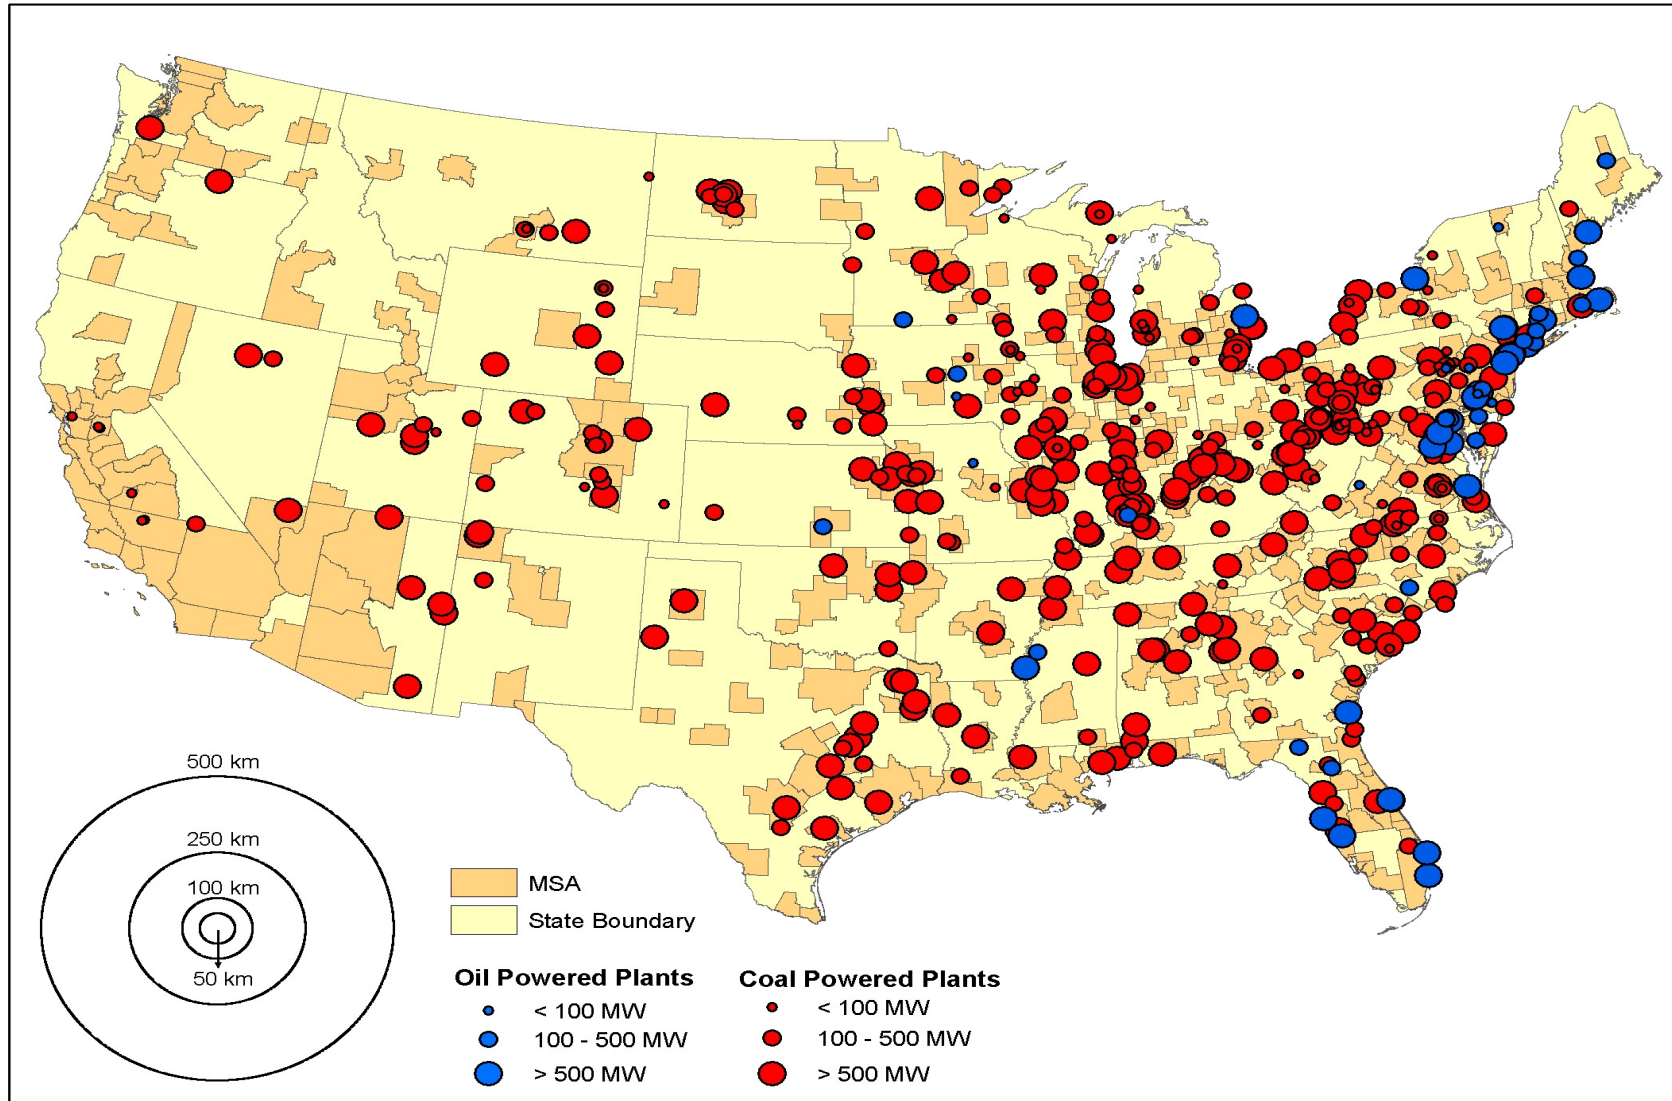 500 km
250 km
100 km
50 km
MSA
State Boundary
Oil Powered Plants
< 100 MW
100 - 500 MW
> 500 MW
Coal Powered Plants
< 100 MW
100 - 500 MW
> 500 MW